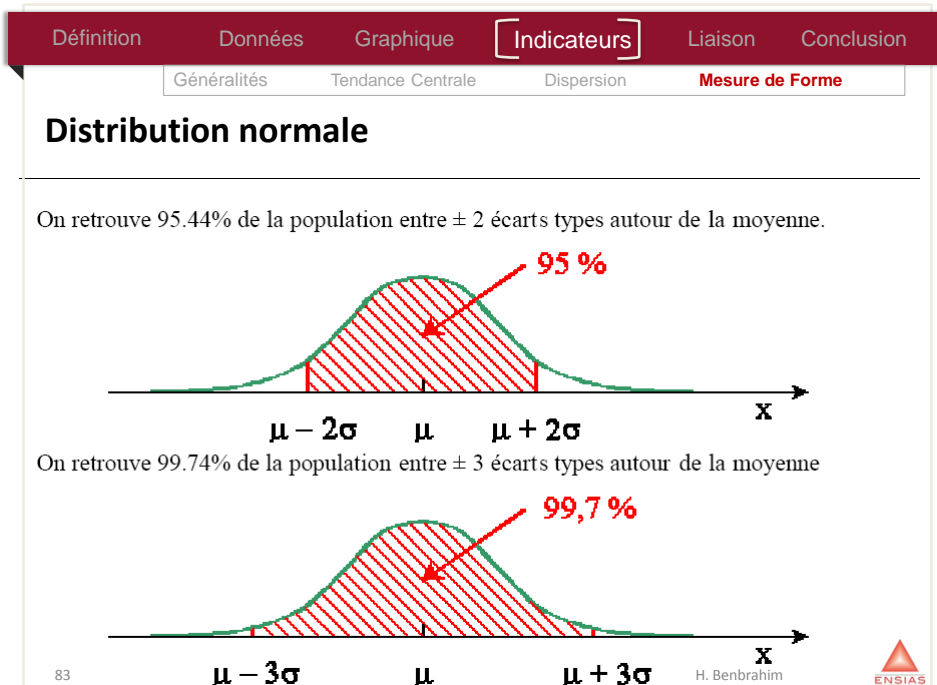 Définition Données Graphique Indicateurs Liaison Conclusion
Généralités Tendance Centrale Dispersion Mesure de Forme
Distribution normale
On retrouve 95.44% de la population entre ± 2 écarts types autour de la moyenne.
95 %
x
μ – 2σ μ μ + 2σ
On retrouve 99.74% de la population entre ± 3 écarts types autour de la moyenne
99,7 %
x
μ – 3σ μ μ + 3σ
83 H. Benbrahim ENSIAS